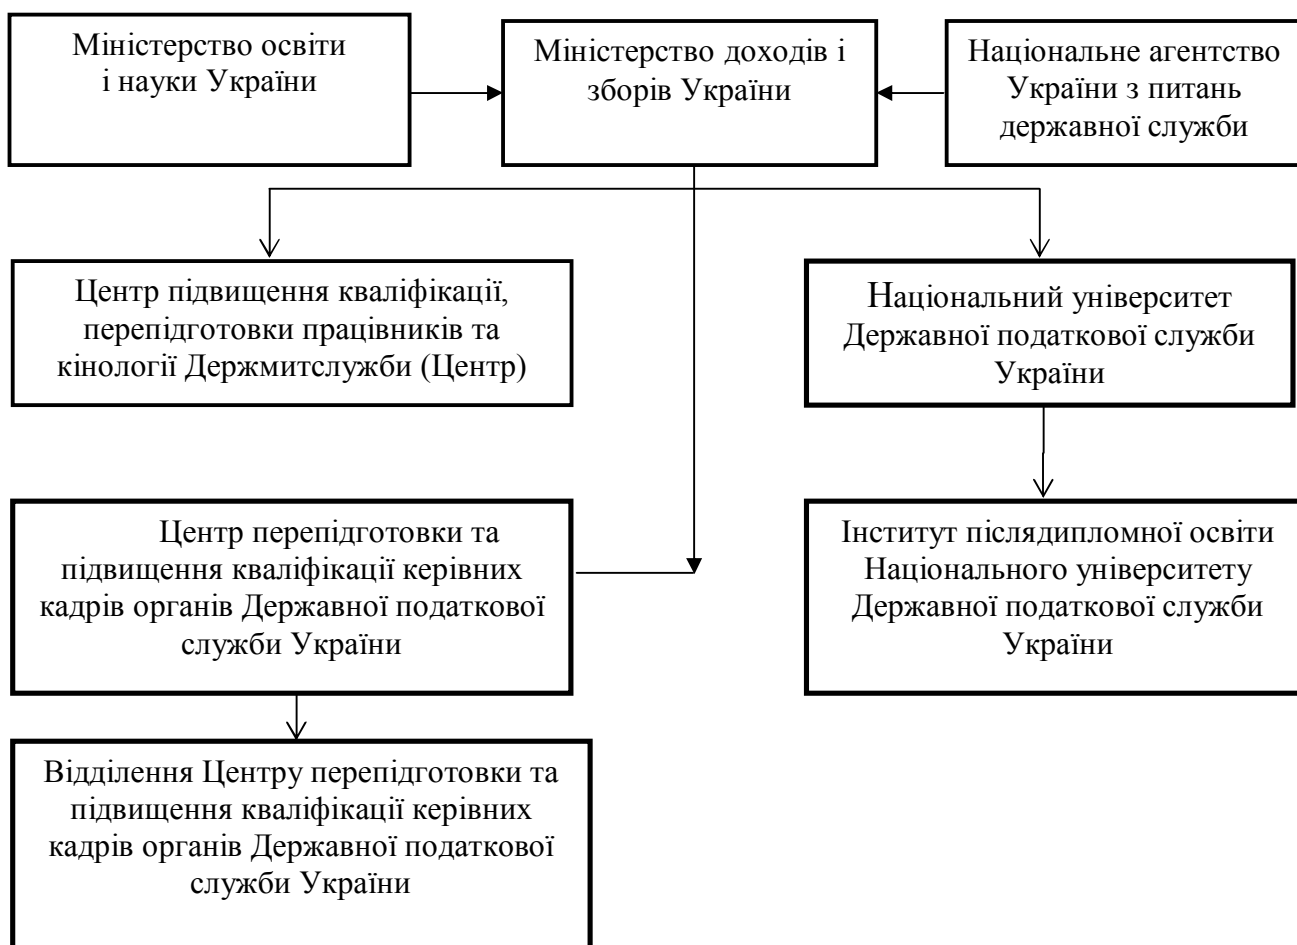 Міністерство освіти
і науки України
Міністерство доходів і
зборів України
Національне агентство
України з питань
державної служби
Центр підвищення кваліфікації,
перепідготовки працівників та
кінології Держмитслужби (Центр)
Національний університет
Державної податкової служби
України
Центр перепідготовки та
підвищення кваліфікації керівних
кадрів органів Державної податкової
служби України
Інститут післядипломної освіти
Національного університету
Державної податкової служби
України
Відділення Центру перепідготовки та
підвищення кваліфікації керівних
кадрів органів Державної податкової
служби України